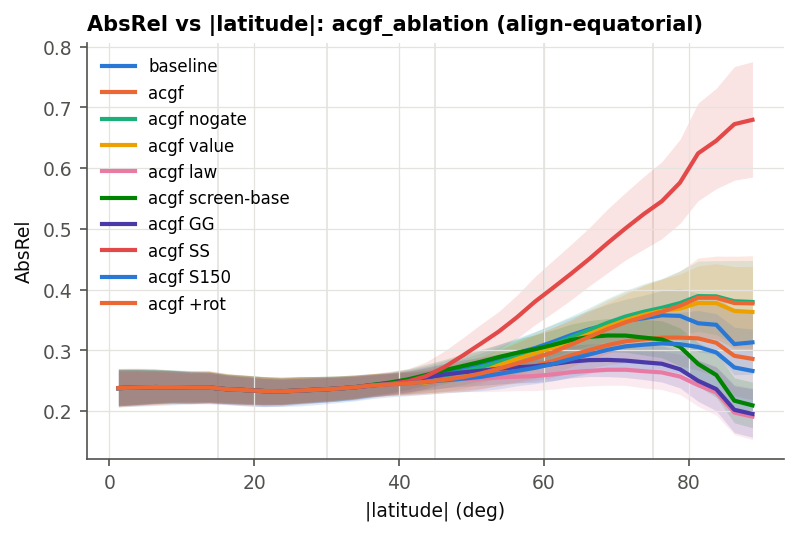 AbsRel vs |latitude|: acgf_ablation (align-equatorial)
0.8
0.7
0.6
0.5
0.4
0.3
0.2
AbsRel
baseline
acgf
acgf nogate
acgf value
acgf law
acgf screen-base
acgf GG
acgf SS
acgf S150
acgf +rot
0
20
40
60
80
|latitude| (deg)